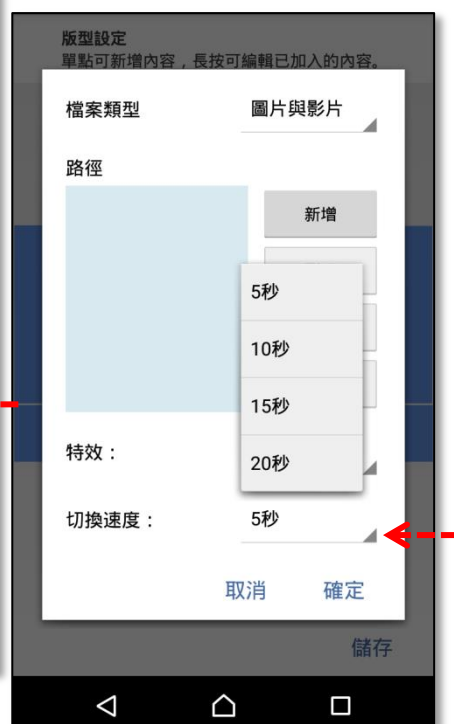 版型設定
單點可新增內容，長按可編輯已加入的內容。
檔案類型
圖片與影片
路徑
新增
5秒
10秒
15秒
20秒
特效：
切換速度：
5秒
取消
確定
儲存